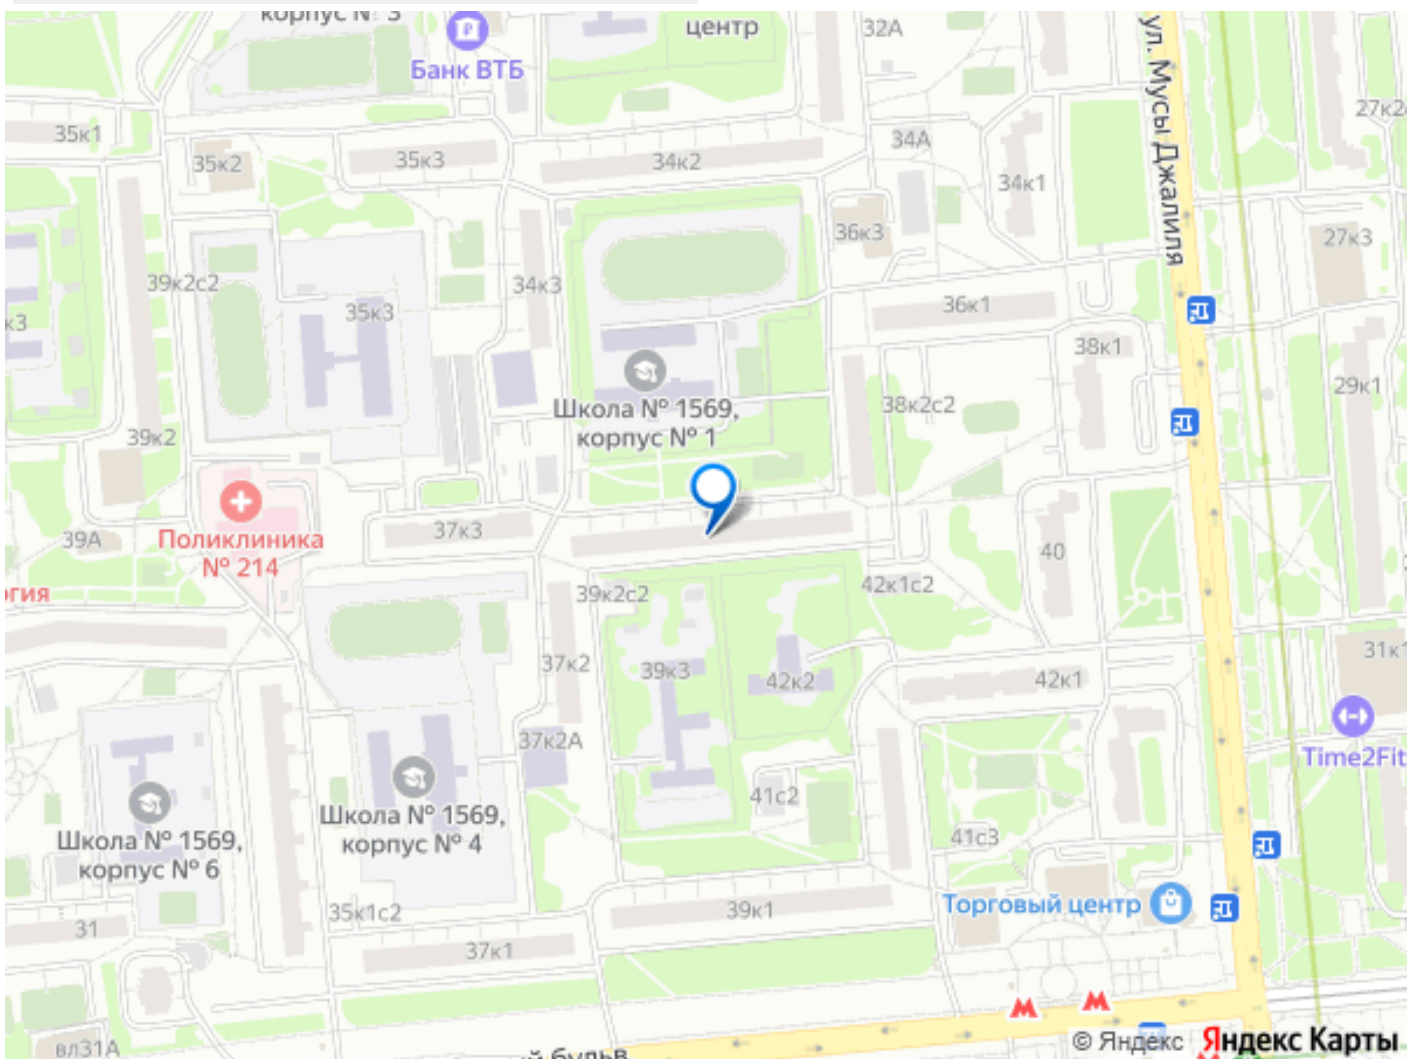 корпус № 3
Банк ВТБ
центр
32А
ул. Мусы Джалиля
27к2
35к1
35к2
35к3
34к2
34А
34к1
36к3
27к3
39к2с2
34к3
35к3
к3
36к1
38к1
29к1
Школа № 1569,
корпус № 1
38к2с2
39к2
Поликлиника
№ 214
39А
37к3
40
гия
39к2с2
42к1с2
31к1
37к2
39к3
42к2
42к1
37к2А
Time2Fit
41с2
Школа № 1569,
корпус № 4
Школа № 1569,
корпус № 6
41с3
Торговый центр
31
35к1с2
39к1
37к1
вл31А
ый бульв
© Яндекс Яндекс Карты